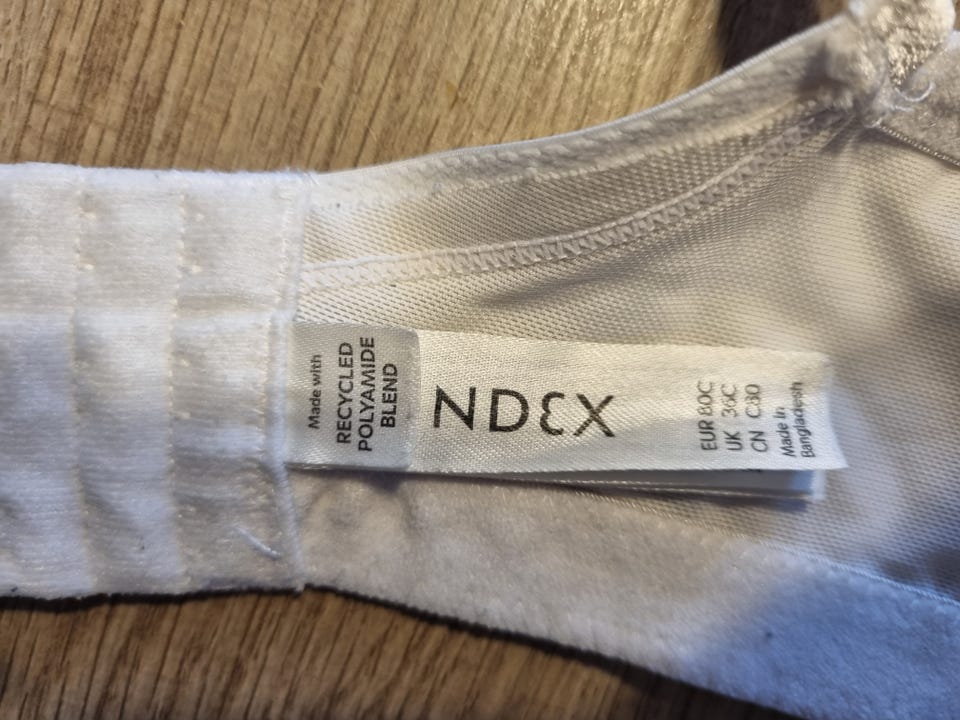 Made with
RECYCLED
POLYAMIDE
BLEND
NDƐX
EUR 80C
UK 36C
CN C80
Made in
Bangladesh